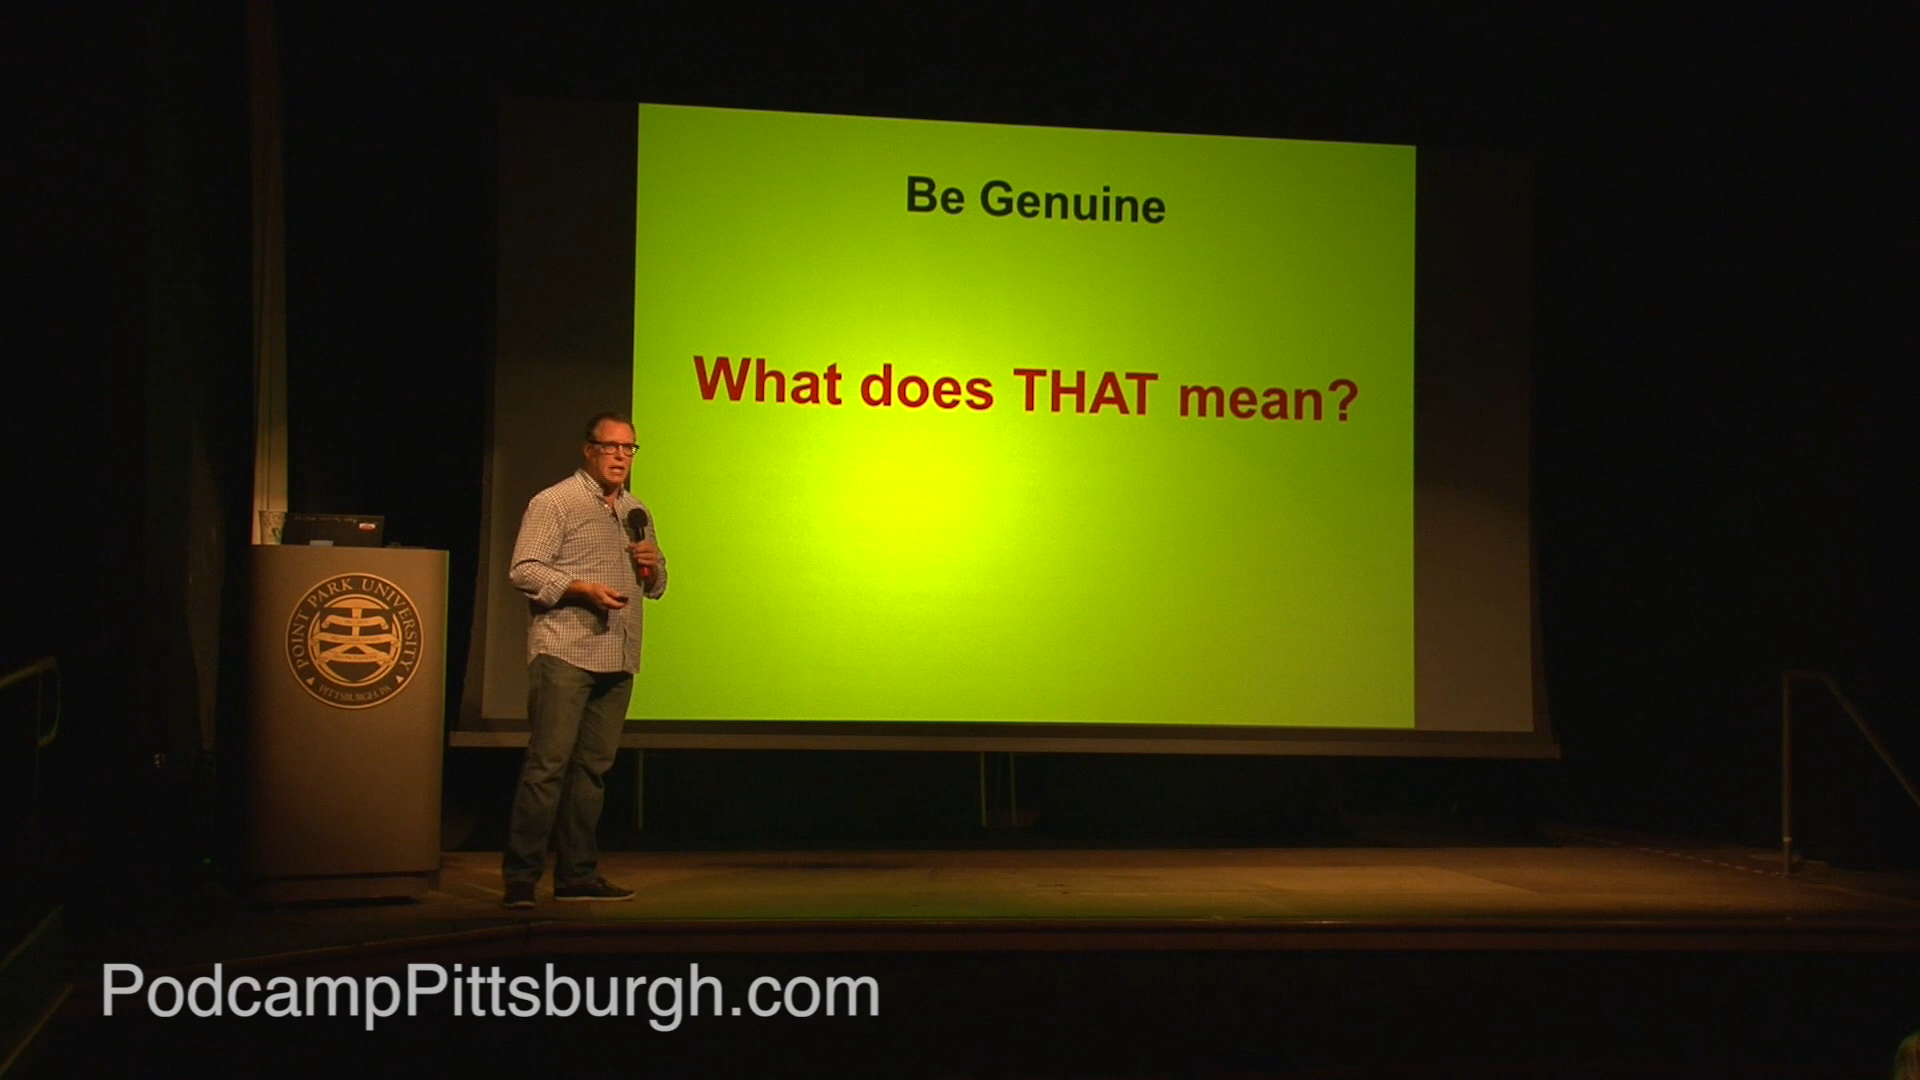 Be Genuine
What does THAT mean?
POINT PARK UNIVERSITY
PITTSBURGH, PA
PodcampPittsburgh.com